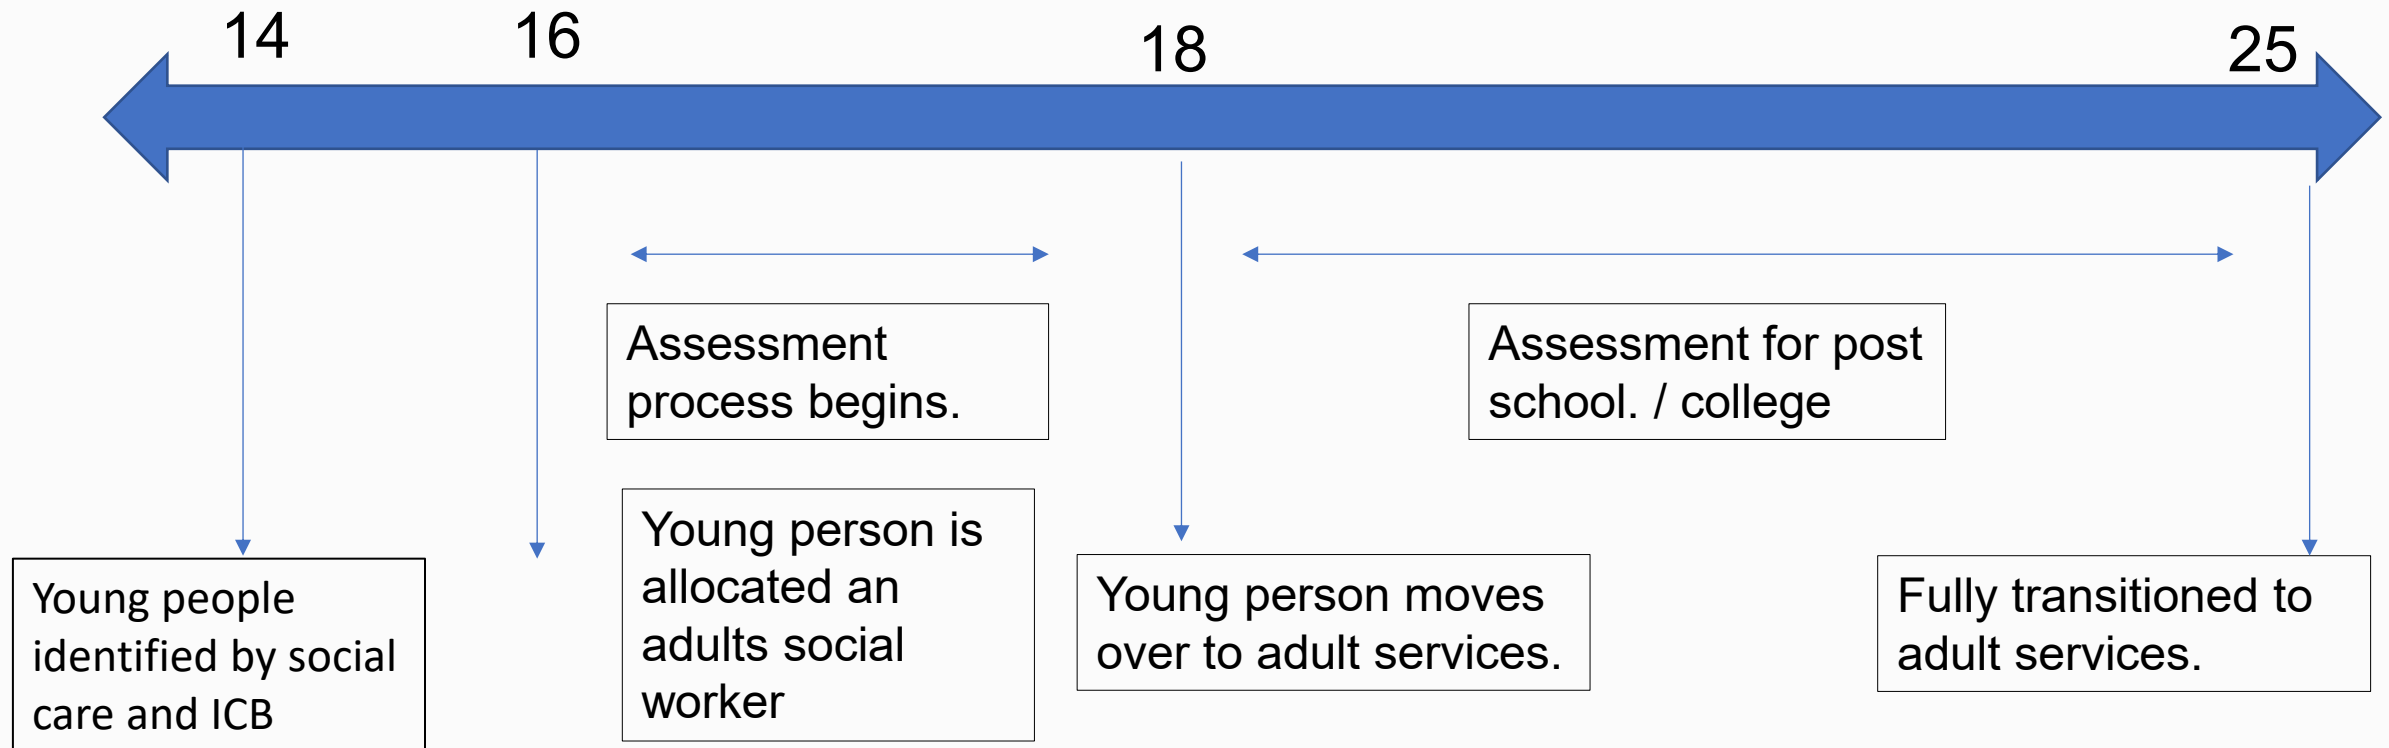 14
16
18
25
Assessment
process begins.
Assessment for post
school. / college
Young people
identified by social
care and ICB
Young person is
allocated an
adults social
worker
Young person moves
over to adult services.
Fully transitioned to
adult services.